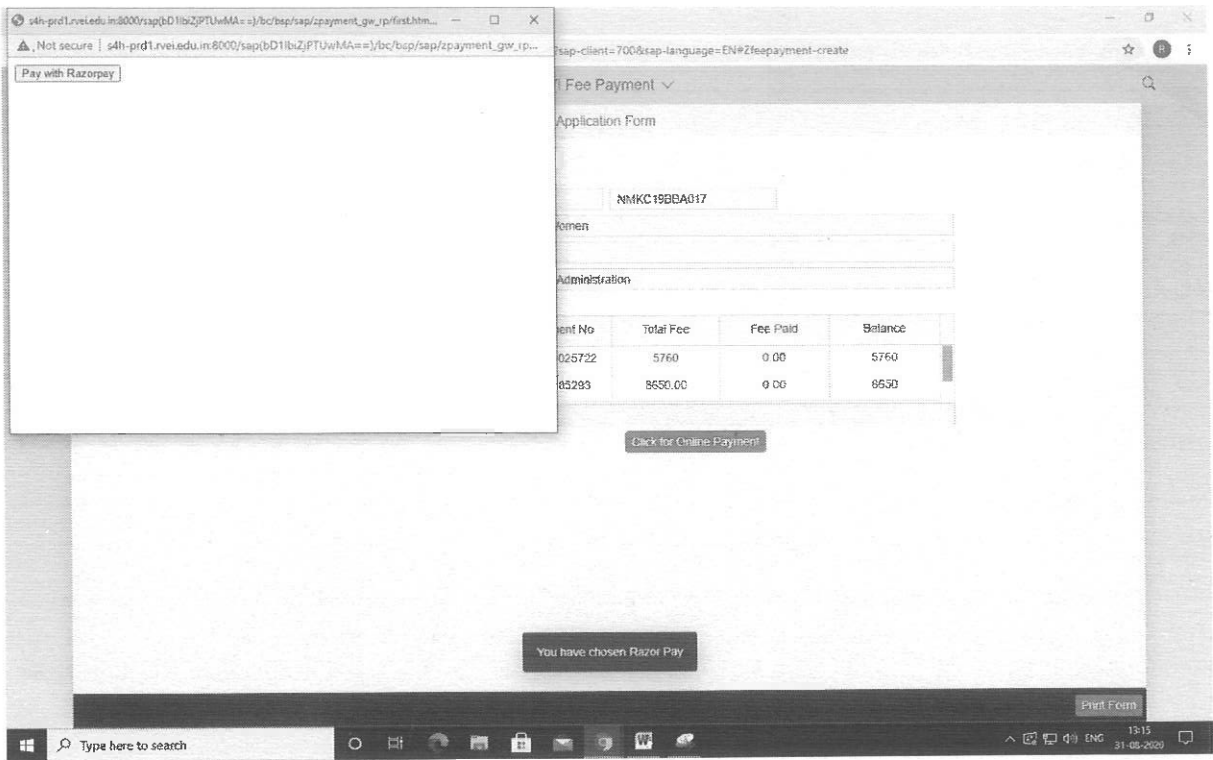 s4h-prd1.rvei.edu.in:8000/sap(bD1lbiZjPTUwMA==)/bc/bsp/sap/zpayment_gw_rp/first.htm...
Not secure | s4h-prd1.rvei.edu.in:8000/sap(bD1lbiZjPTUwMA==)/bc/bsp/sap/zpayment_gw_rp...
?sap-client=700&sap-language=EN#Zfeepayment-create
R
Pay with Razorpay
Fee Payment
Application Form
NMKC19BBA017
omen
Administration
ent No Total Fee Fee Paid Balance
025722 5760 0.00 5760
85293 8650.00 0.00 8650
Click for Online Payment
You have chosen Razor Pay
Print Form
Type here to search
ENG
13:15
31-08-2020